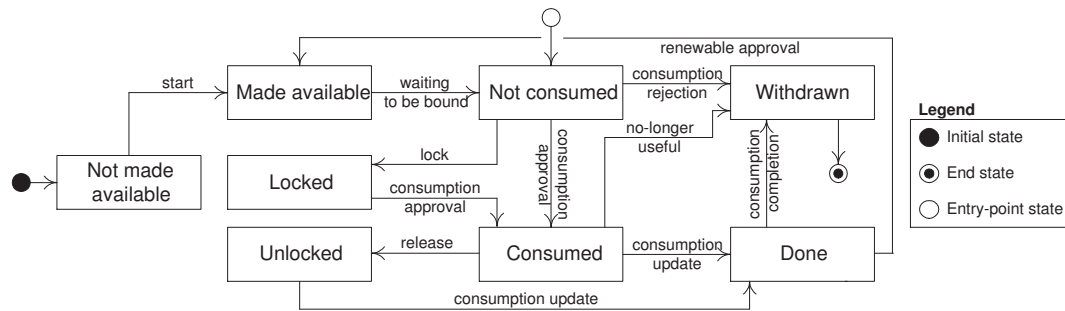 renewable approval
start
Made available
waiting
to be bound
Not consumed
consumption
rejection
Withdrawn
Legend
Initial state
End state
Entry-point state
Not made
available
lock
Locked
consumption
approval
consumption
approval
no-longer
useful
consumption
completion
Unlocked
release
Consumed
consumption
update
Done
consumption update